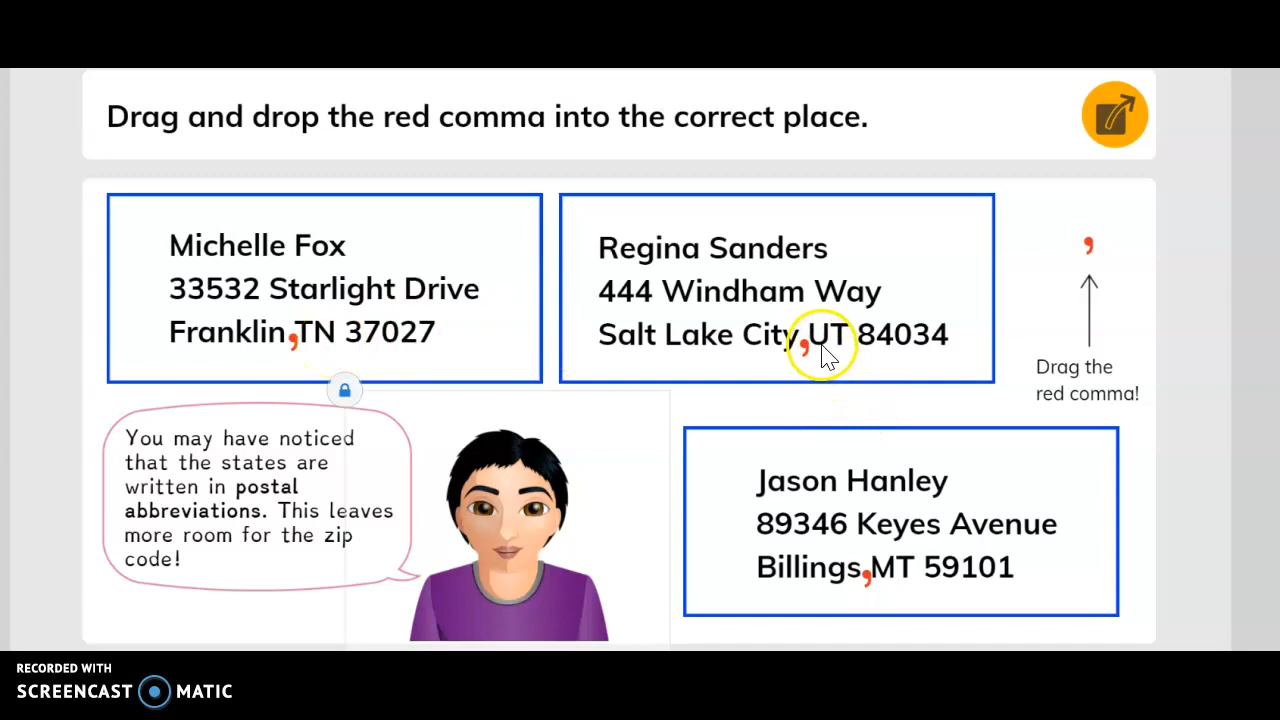 Drag and drop the red comma into the correct place.
Michelle Fox
33532 Starlight Drive
Franklin,TN 37027
Regina Sanders
444 Windham Way
Salt Lake City,UT 84034
,
Drag the
red comma!
You may have noticed
that the states are
written in postal
abbreviations. This leaves
more room for the zip
code!
Jason Hanley
89346 Keyes Avenue
Billings,MT 59101
RECORDED WITH
SCREENCAST MATIC